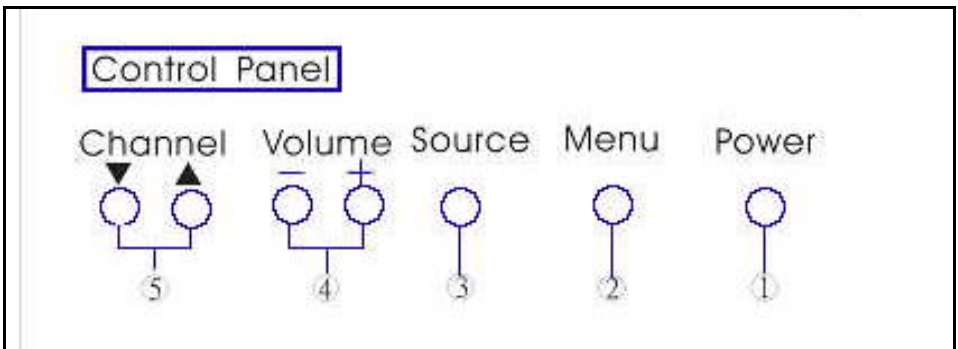 Control Panel
Channel Volume Source Menu Power
▼ ▲ − +
⑤ ④ ③ ② ①